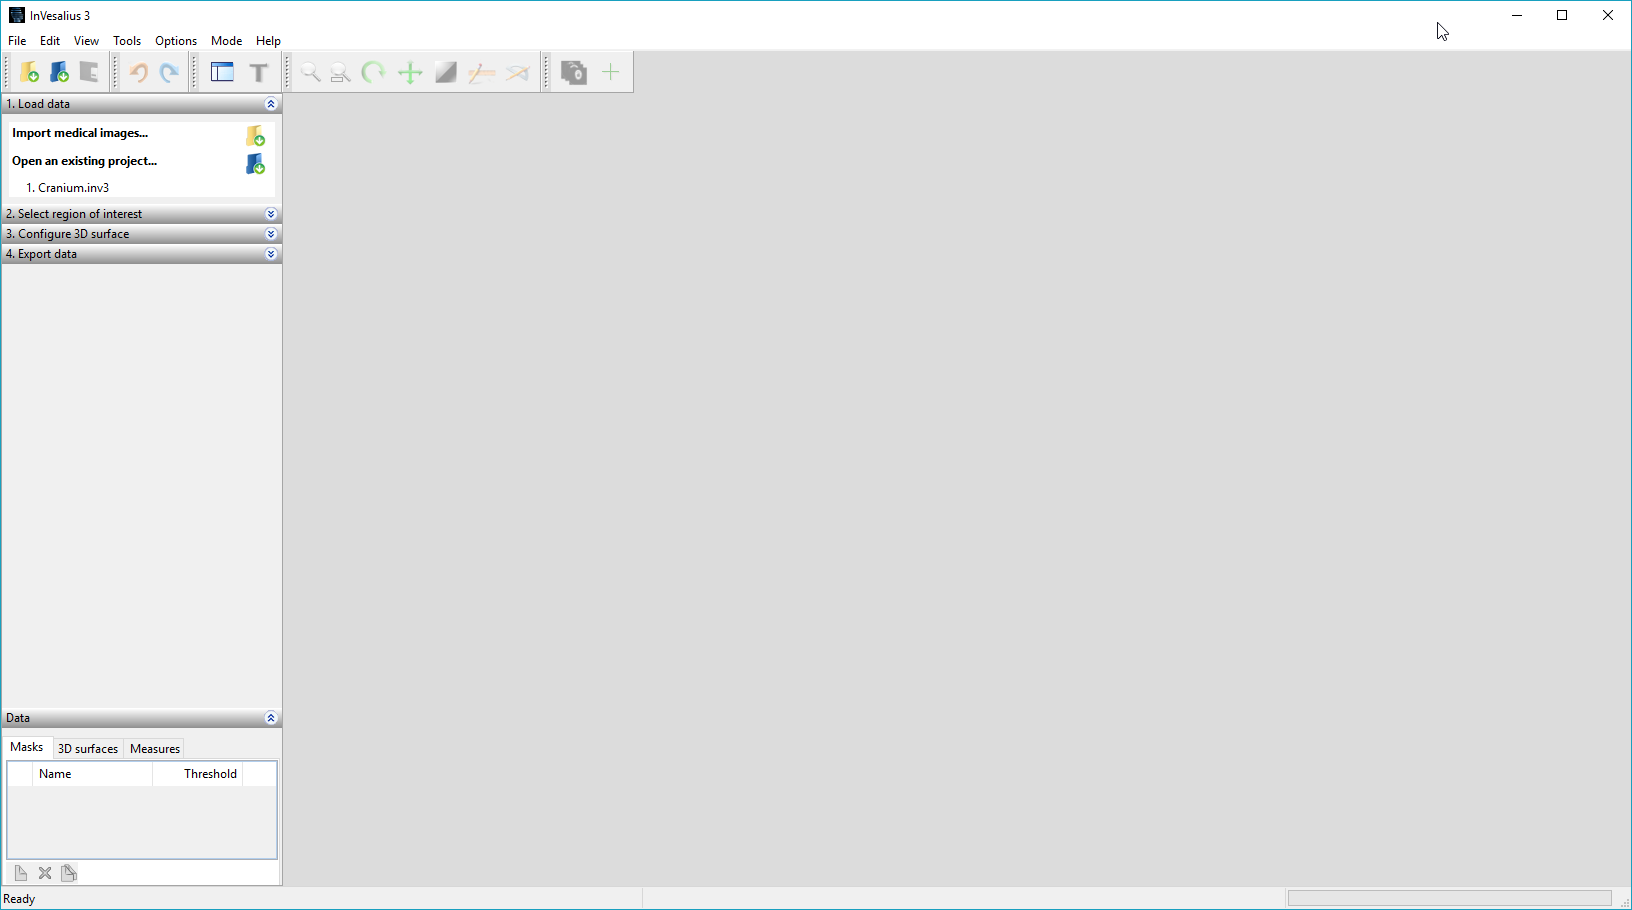 InVesalius 3
File Edit View Tools Options Mode Help
1. Load data
Import medical images...
Open an existing project...
1. Cranium.inv3
2. Select region of interest
3. Configure 3D surface
4. Export data
Data
Masks 3D surfaces Measures
Name Threshold
Ready